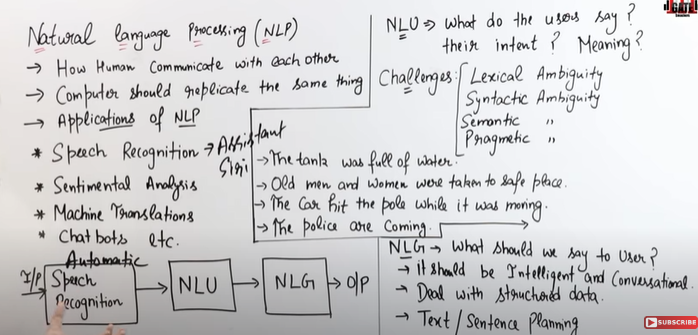 Natural Language Processing (NLP)
→ How Human Communicate with each other
→ Computer should replicate the same thing
→ Applications of NLP
* Speech Recognition → Assistant
Siri
* Sentimental Analysis
* Machine Translations
* Chatbots etc.
NLU → What do the users say?
their intent? Meaning?
Challenges: Lexical Ambiguity
Syntactic Ambiguity
Semantic "
Pragmetic "
→ The tank was full of water.
→ Old men and women were taken to safe place.
→ The Car hit the pole while it was moving.
→ The police are coming.
I/P → Automatic Speech Recognition → NLU → NLG → O/P
NLG → What should we say to User?
→ it should be Intelligent and Conversational.
→ Deal with structured data.
→ Text / Sentence Planning
GATE
SUBSCRIBE